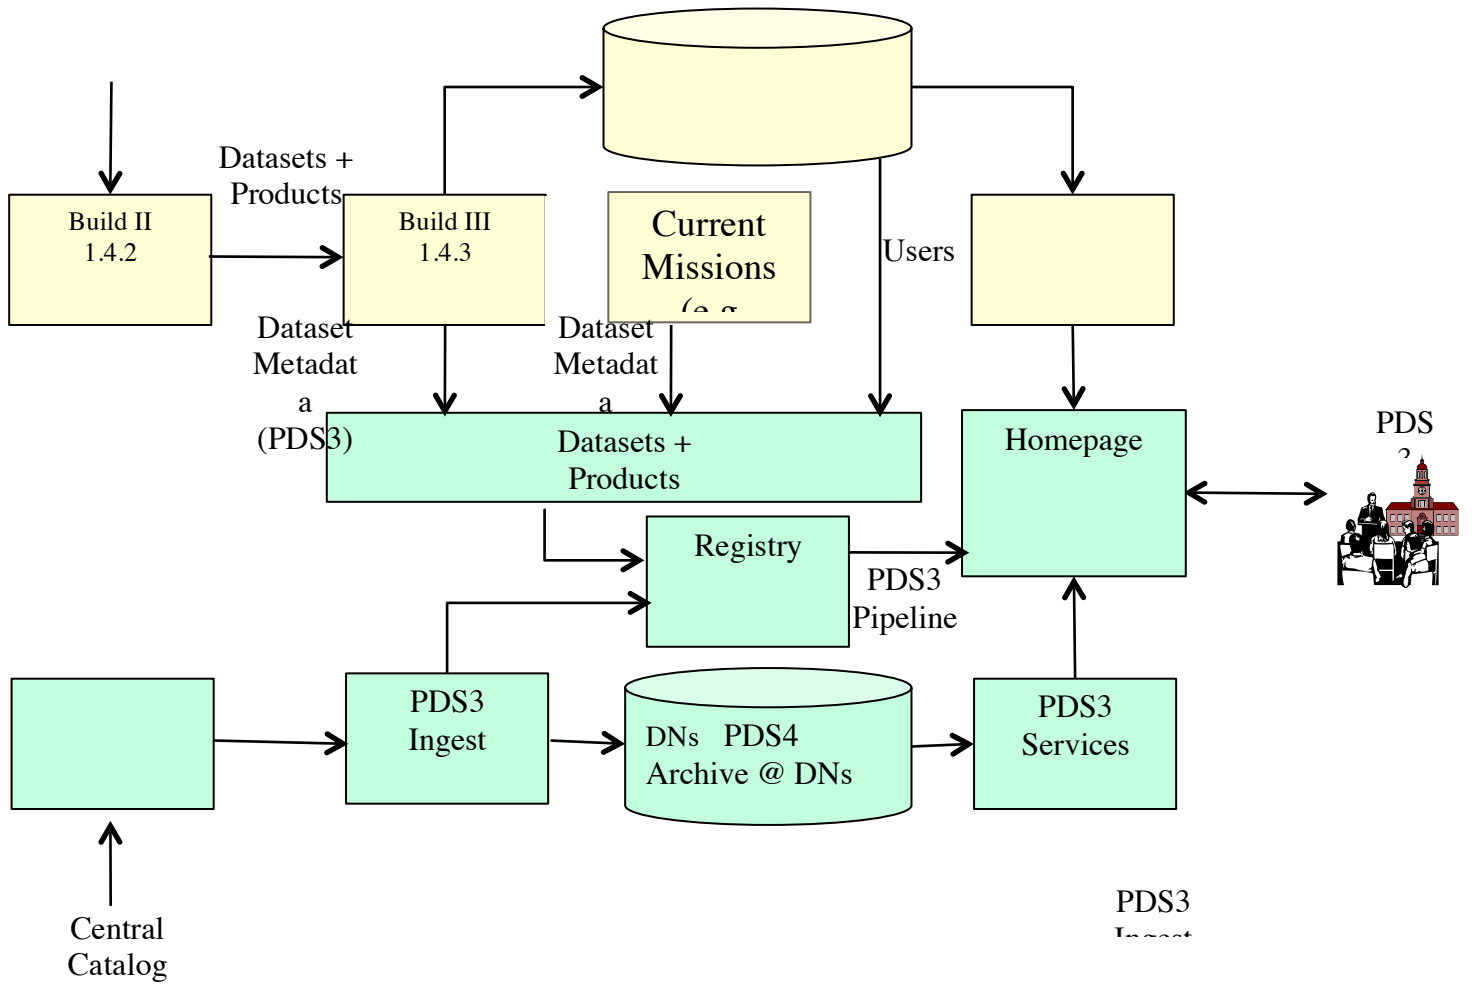 Datasets +
Products
Build II
1.4.2
Build III
1.4.3
Current
Missions
(e.g.
Users
Dataset
Metadat
a
(PDS3)
Dataset
Metadat
a
Datasets +
Products
Homepage
PDS
3
Registry
PDS3
Pipeline
PDS3
Ingest
DNs PDS4
Archive @ DNs
PDS3
Services
Central
Catalog
PDS3
Ingest